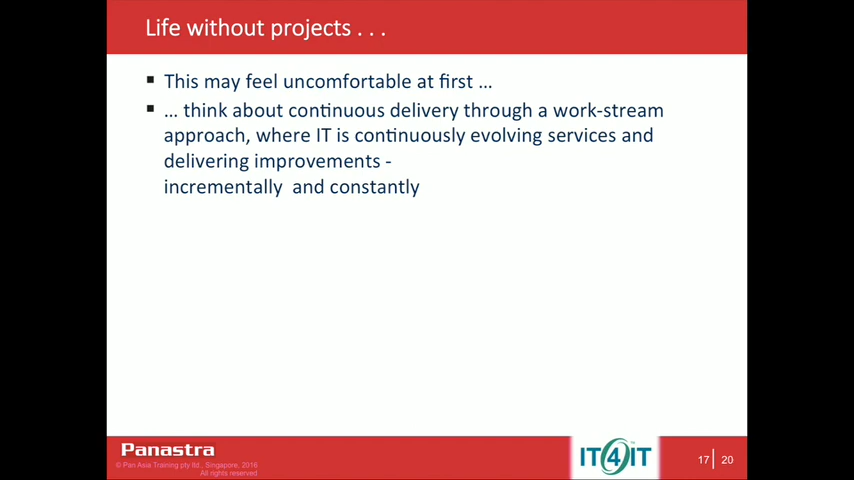 Life without projects . . .
▪ This may feel uncomfortable at first ...
▪ ... think about continuous delivery through a work-stream
approach, where IT is continuously evolving services and
delivering improvements -
incrementally  and constantly
Panastra
© Pan Asia Training pty ltd., Singapore, 2016
All rights reserved
IT4IT™
17 | 20